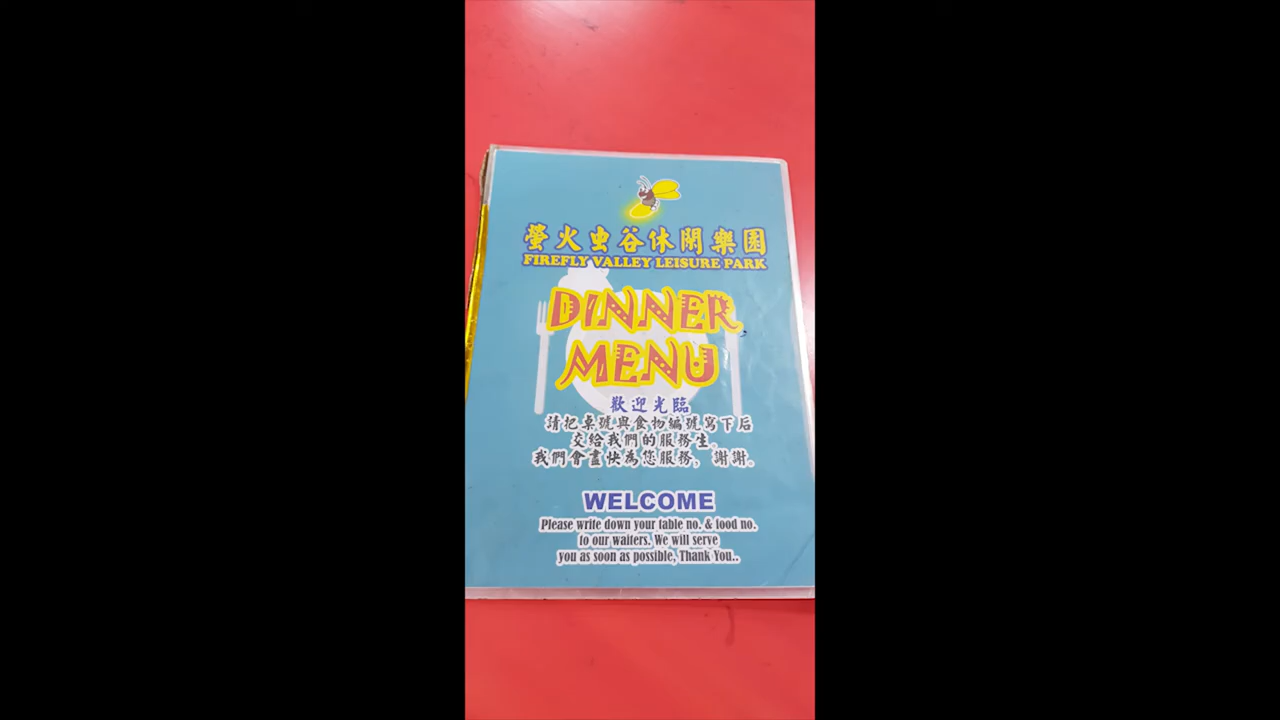 螢火虫谷休閑樂園
FIREFLY VALLEY LEISURE PARK
DINNER
MENU
歡迎光臨
請把桌號與食物編號寫下后
交給我們的服務生。
我們會盡快為您服務，謝謝。
WELCOME
Please write down your table no. & food no.
to our waiters. We will serve
you as soon as possible, Thank You..